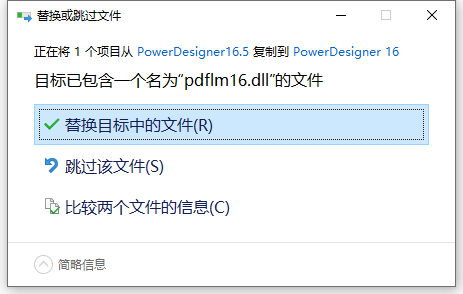 替换或跳过文件
正在将 1 个项目从 PowerDesigner16.5 复制到 PowerDesigner 16
目标已包含一个名为“pdflm16.dll”的文件
替换目标中的文件(R)
跳过该文件(S)
比较两个文件的信息(C)
简略信息